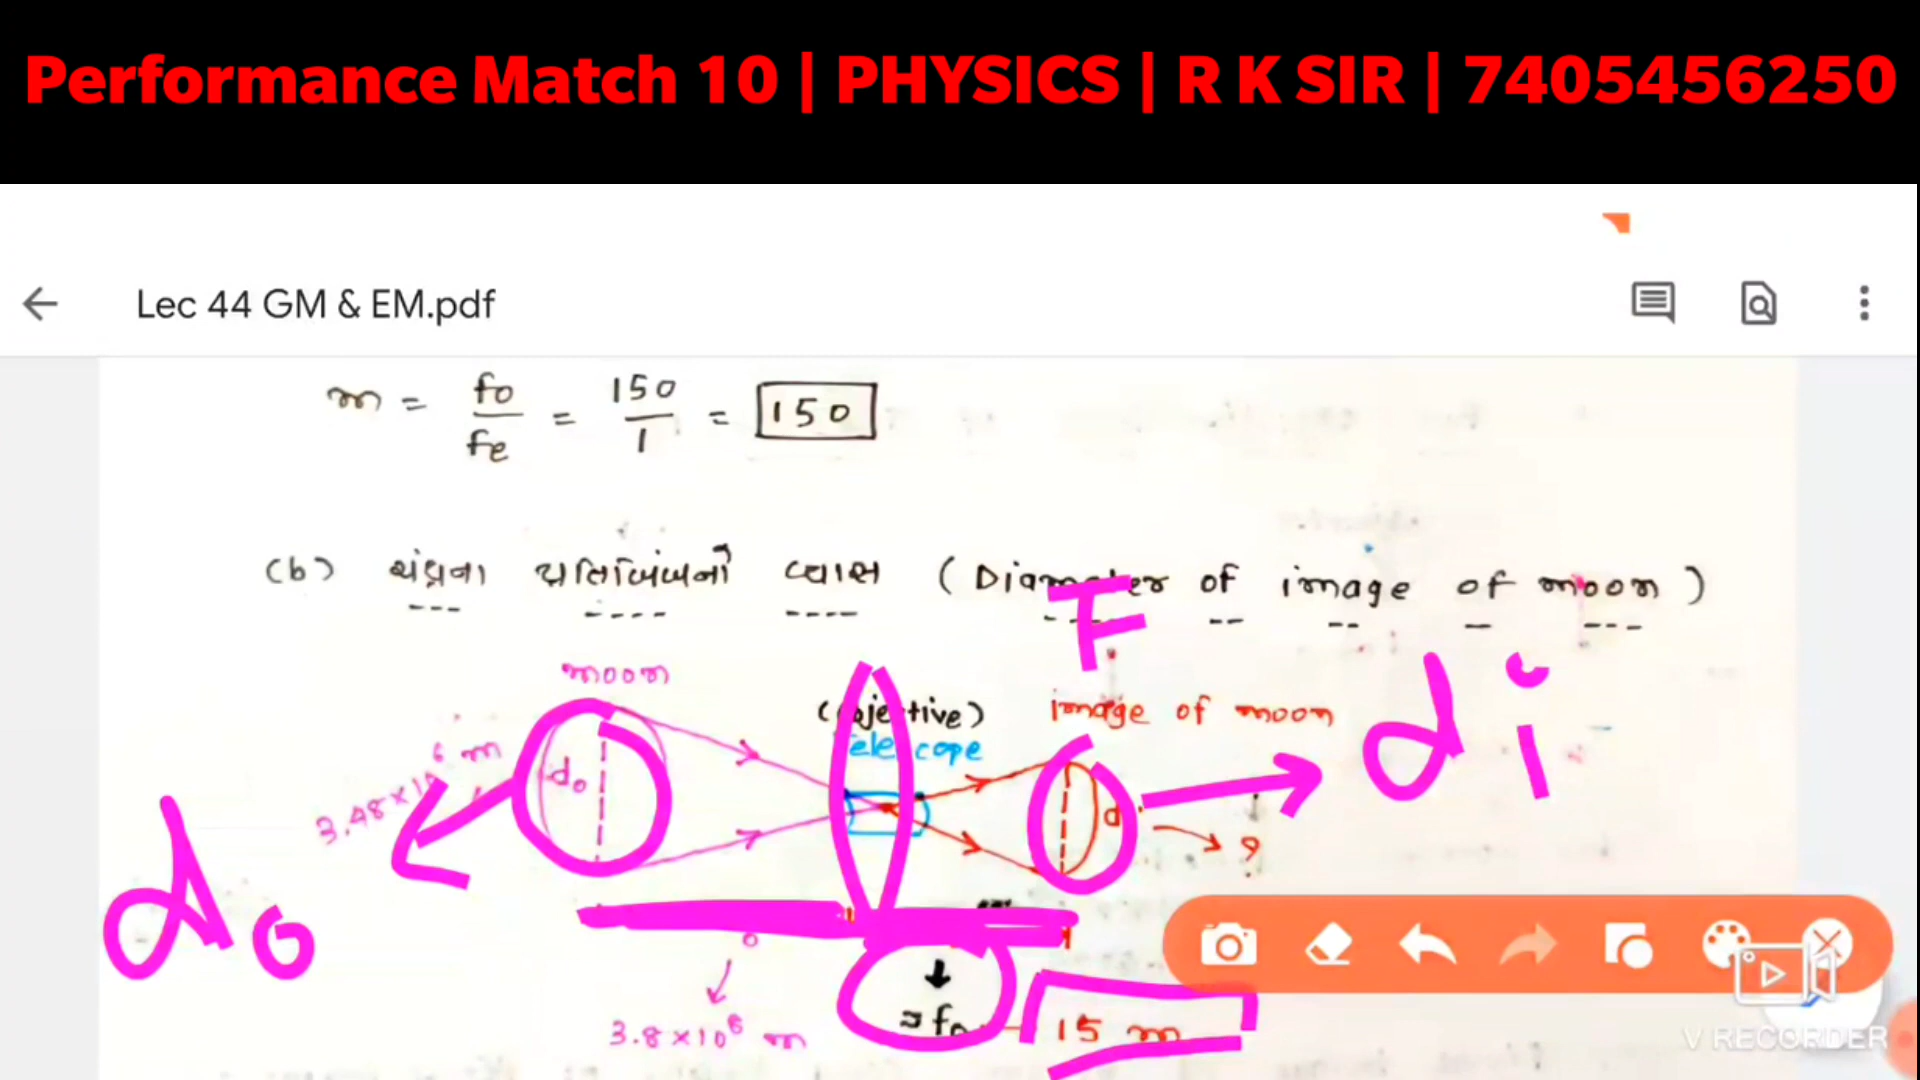 Performance Match 10 | PHYSICS | R K SIR | 7405456250
Lec 44 GM & EM.pdf
m = fo/fe = 150/1 = 150
(b) ચંદ્રના પ્રતિબિંબનો વ્યાસ (Diameter of image of moon)
F
moon
(objective)
Telescope
image of moon
di
3.48×10⁶ m
do
d
?
do
o
3.8×10⁸ m
≈ fo
15 m
V RECORDER